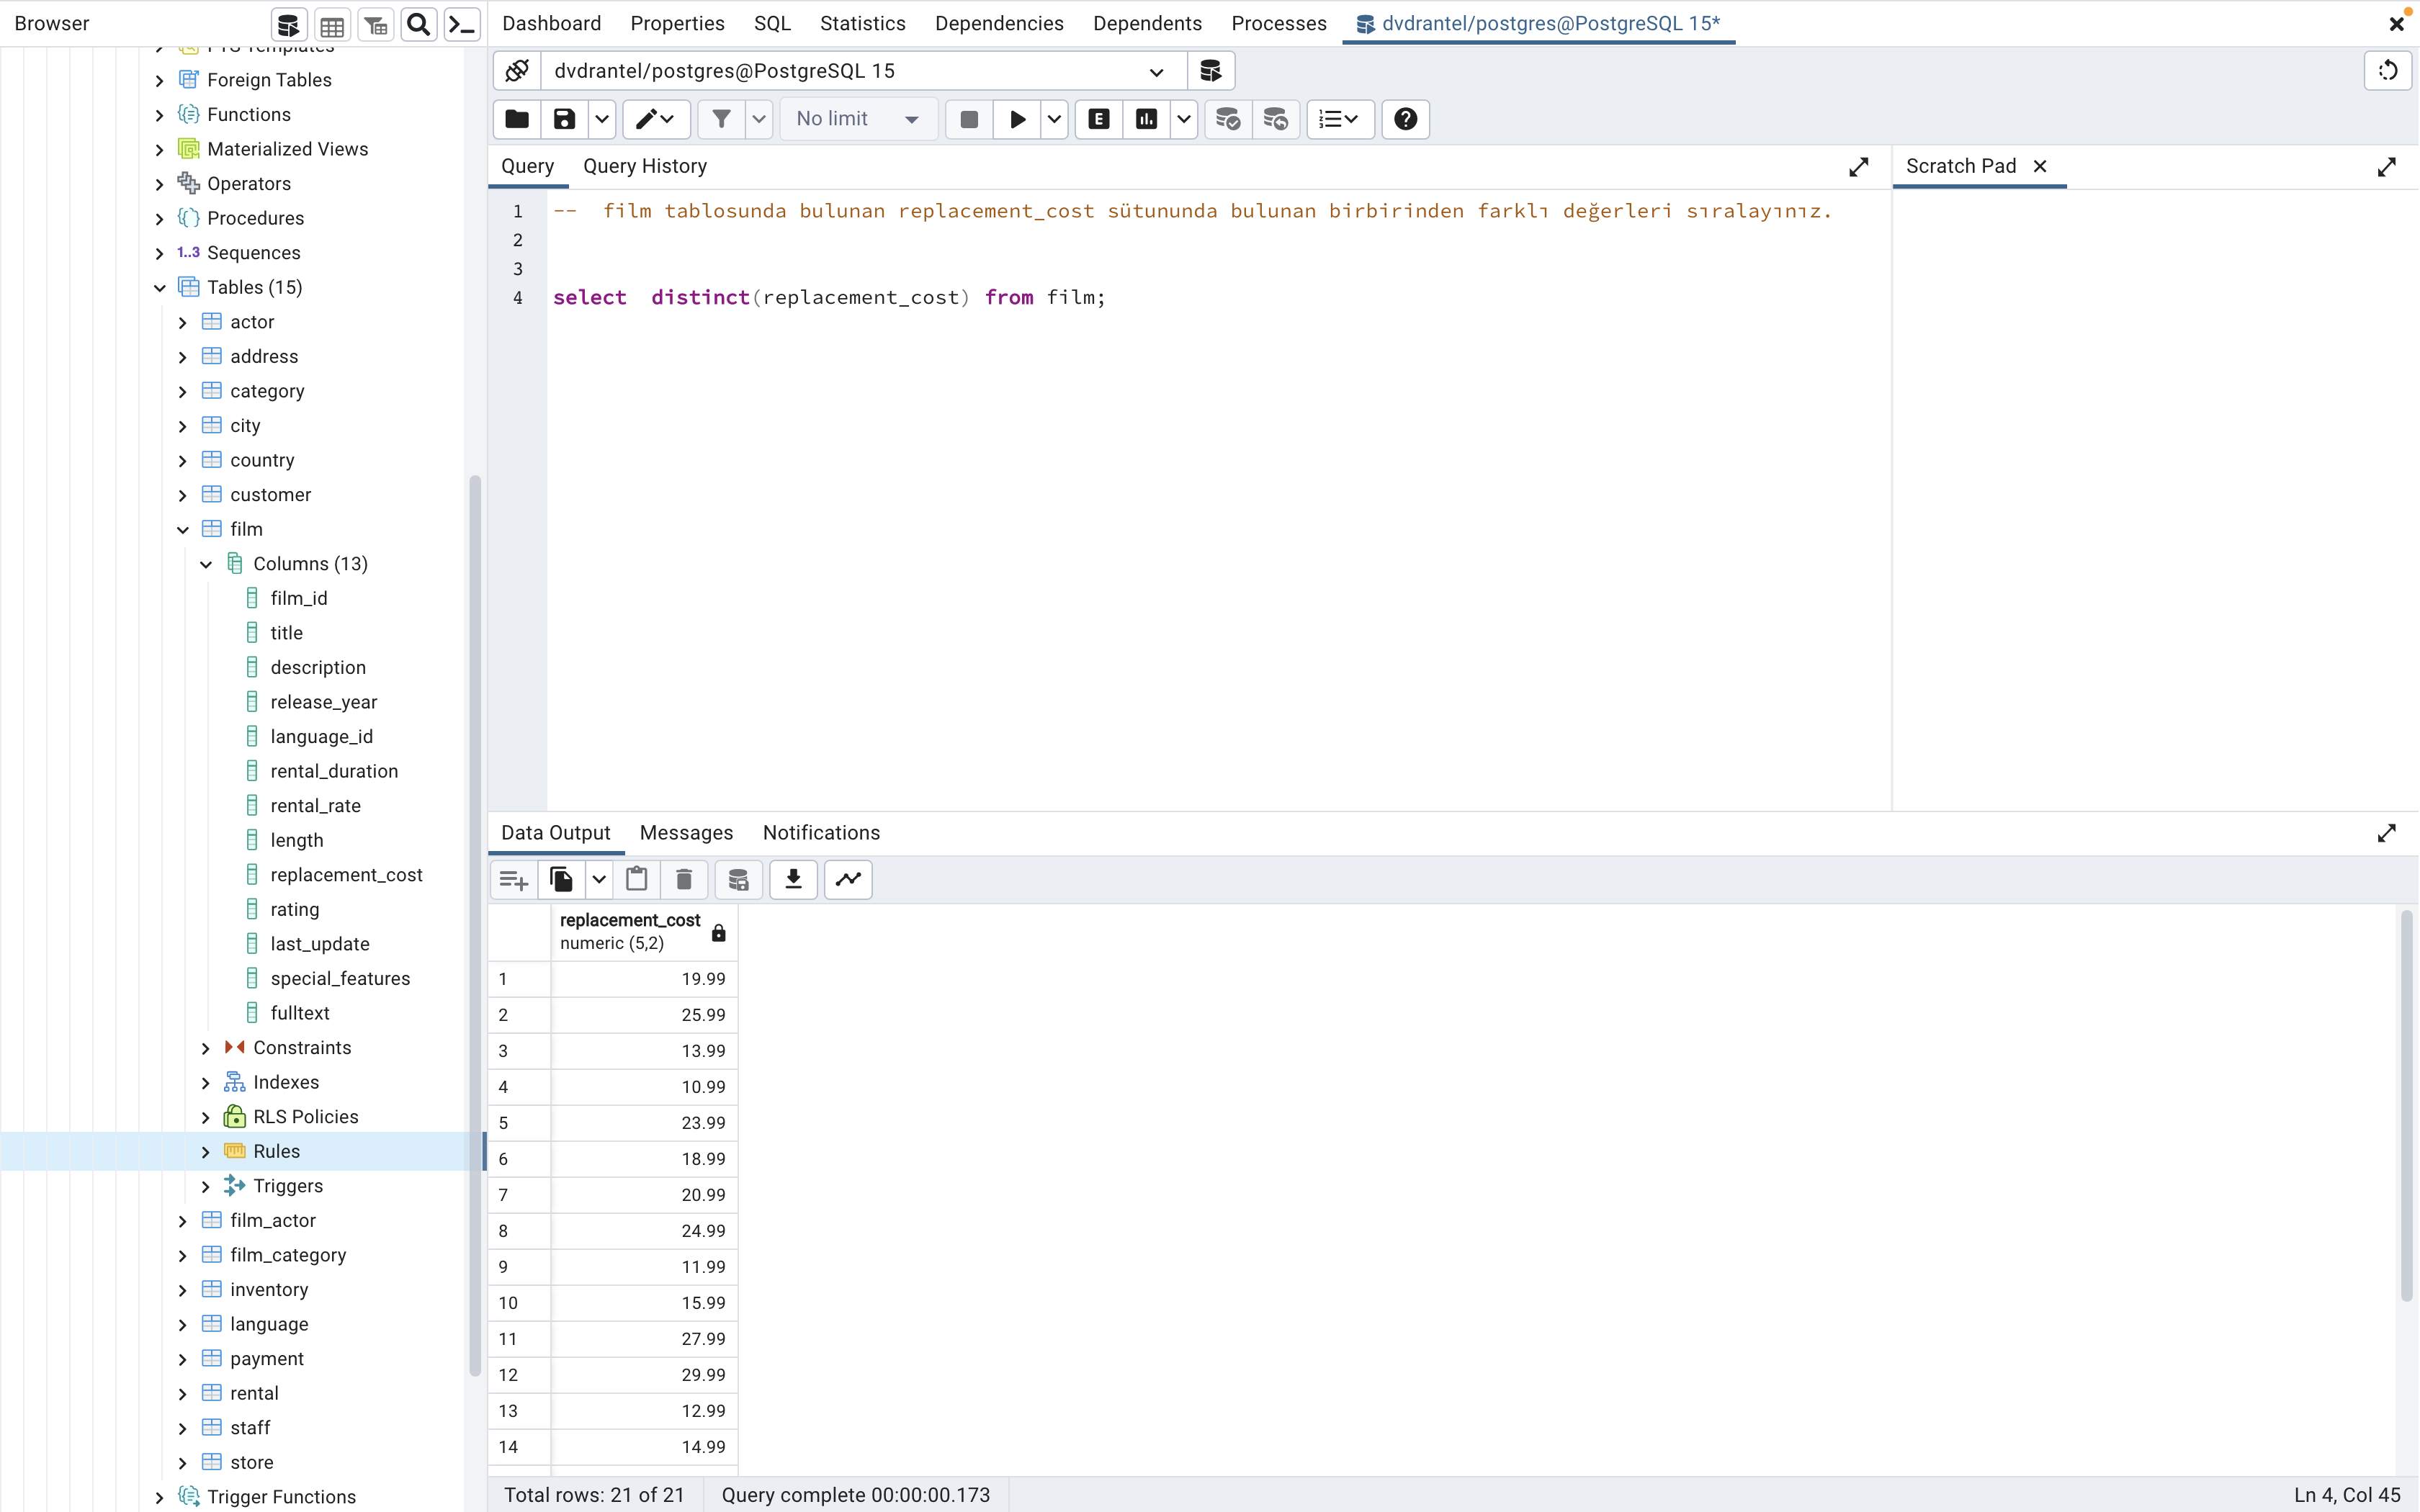 Browser
Dashboard Properties SQL Statistics Dependencies Dependents Processes dvdrantel/postgres@PostgreSQL 15*
FTS Templates
Foreign Tables
Functions
Materialized Views
Operators
Procedures
1..3 Sequences
Tables (15)
actor
address
category
city
country
customer
film
Columns (13)
film_id
title
description
release_year
language_id
rental_duration
rental_rate
length
replacement_cost
rating
last_update
special_features
fulltext
Constraints
Indexes
RLS Policies
Rules
Triggers
film_actor
film_category
inventory
language
payment
rental
staff
store
Trigger Functions
dvdrantel/postgres@PostgreSQL 15
No limit E
Query Query History
Scratch Pad
1 -- film tablosunda bulunan replacement_cost sütununda bulunan birbirinden farklı değerleri sıralayınız.
2
3
4 select distinct(replacement_cost) from film;
Data Output Messages Notifications
replacement_cost
numeric (5,2)
1 19.99
2 25.99
3 13.99
4 10.99
5 23.99
6 18.99
7 20.99
8 24.99
9 11.99
10 15.99
11 27.99
12 29.99
13 12.99
14 14.99
Total rows: 21 of 21 Query complete 00:00:00.173 Ln 4, Col 45